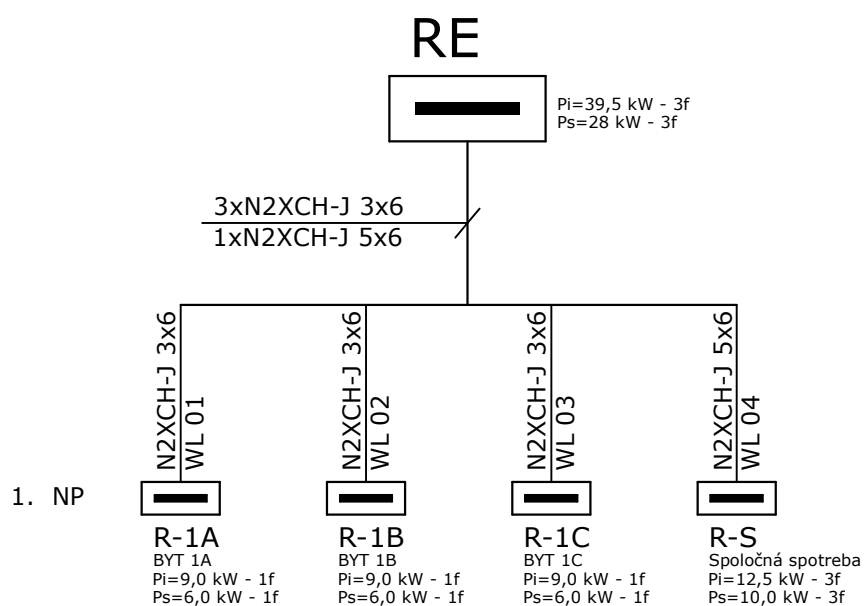 RE
Pi=39,5 kW - 3f
Ps=28 kW - 3f
3xN2XCH-J 3x6
1xN2XCH-J 5x6
N2XCH-J 3x6
WL 01
N2XCH-J 3x6
WL 02
N2XCH-J 3x6
WL 03
N2XCH-J 5x6
WL 04
1. NP
R-1A
BYT 1A
Pi=9,0 kW - 1f
Ps=6,0 kW - 1f
R-1B
BYT 1B
Pi=9,0 kW - 1f
Ps=6,0 kW - 1f
R-1C
BYT 1C
Pi=9,0 kW - 1f
Ps=6,0 kW - 1f
R-S
Spoločná spotreba
Pi=12,5 kW - 3f
Ps=10,0 kW - 3f